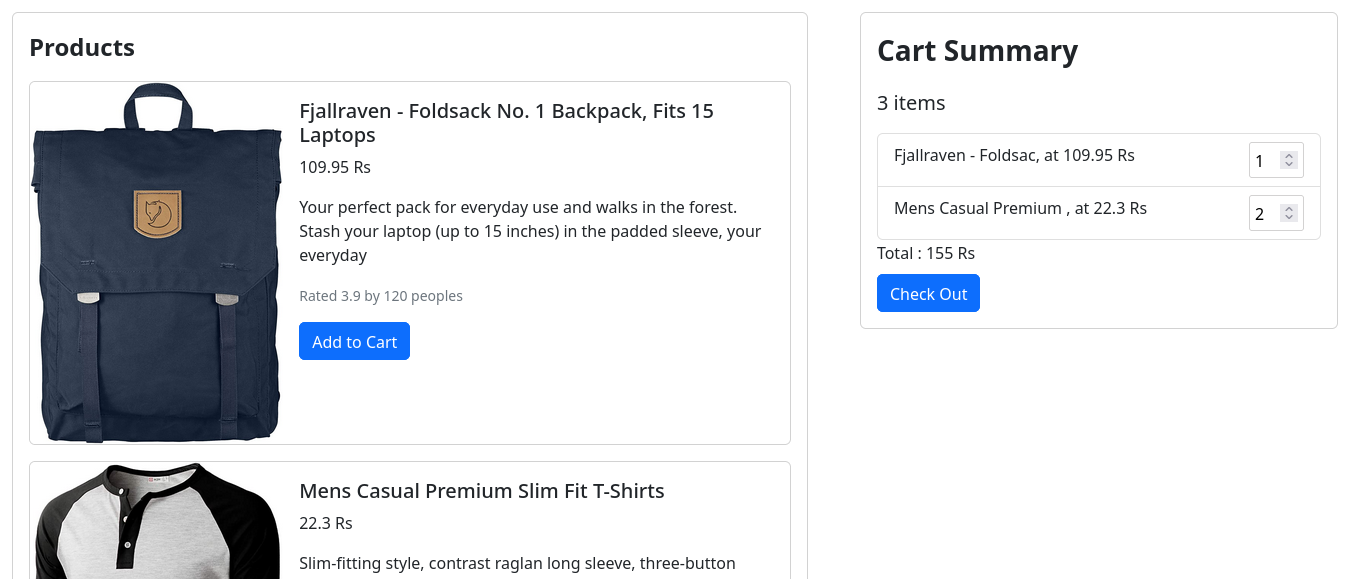 Products
Fjallraven - Foldsack No. 1 Backpack, Fits 15
Laptops
109.95 Rs
Your perfect pack for everyday use and walks in the forest.
Stash your laptop (up to 15 inches) in the padded sleeve, your
everyday
Rated 3.9 by 120 peoples
Add to Cart
Mens Casual Premium Slim Fit T-Shirts
22.3 Rs
Slim-fitting style, contrast raglan long sleeve, three-button
Cart Summary
3 items
Fjallraven - Foldsac, at 109.95 Rs 1
Mens Casual Premium , at 22.3 Rs 2
Total : 155 Rs
Check Out